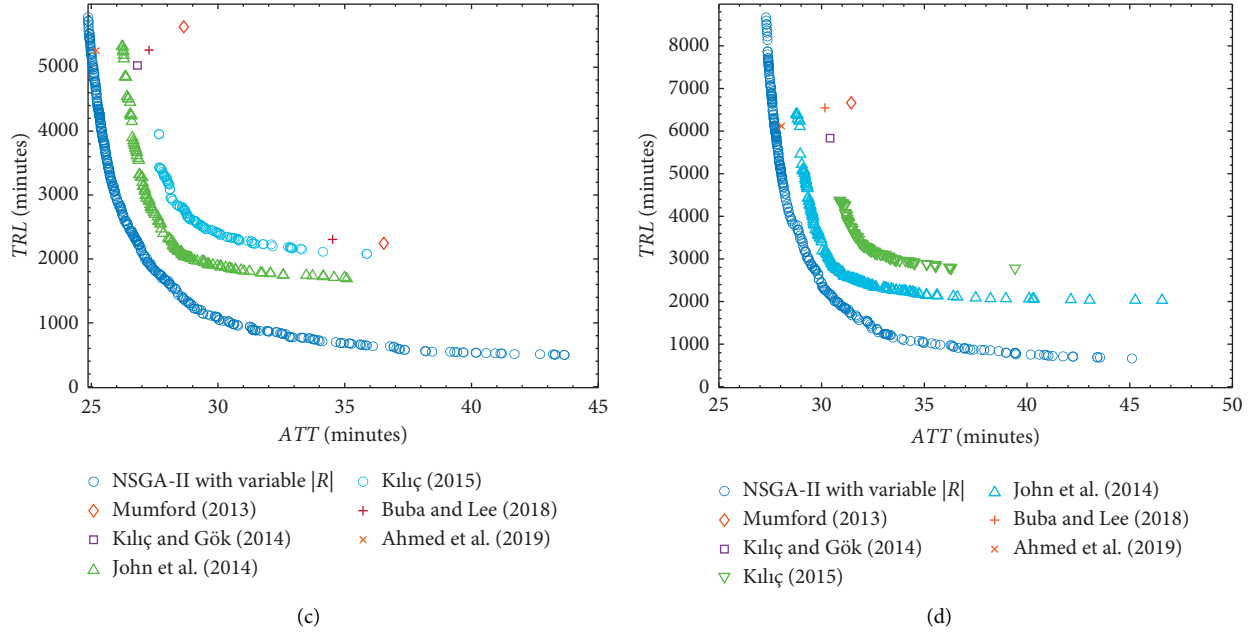 5000
4000
3000
2000
1000
0
TRL (minutes)
25
30
35
40
45
ATT (minutes)
NSGA-II with variable |R|
Mumford (2013)
Kılıç and Gök (2014)
John et al. (2014)
Kılıç (2015)
Buba and Lee (2018)
Ahmed et al. (2019)
(c)
8000
7000
6000
5000
4000
3000
2000
1000
0
TRL (minutes)
25
30
35
40
45
50
ATT (minutes)
NSGA-II with variable |R|
Mumford (2013)
Kılıç and Gök (2014)
Kılıç (2015)
John et al. (2014)
Buba and Lee (2018)
Ahmed et al. (2019)
(d)